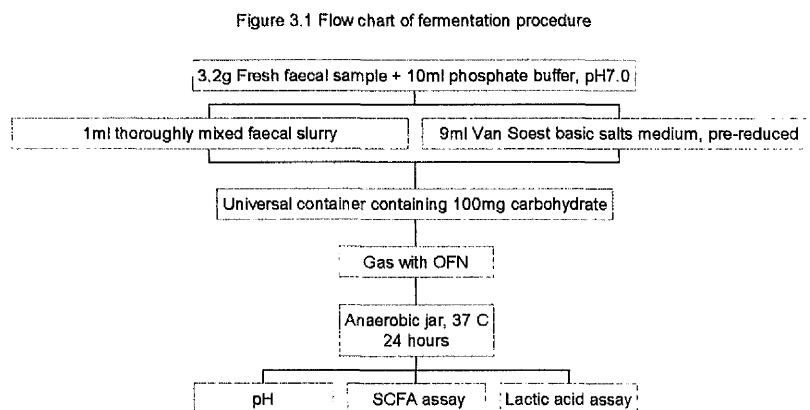 Figure 3.1 Flow chart of fermentation procedure
3.2g Fresh faecal sample + 10ml phosphate buffer, pH7.0
1ml thoroughly mixed faecal slurry
9ml Van Soest basic salts medium, pre-reduced
Universal container containing 100mg carbohydrate
Gas with OFN
Anaerobic jar, 37 C
24 hours
pH
SCFA assay
Lactic acid assay